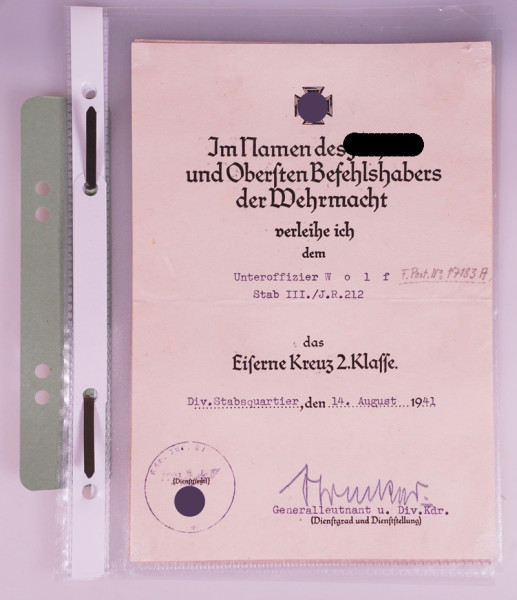 Im Namen des
und Obersten Befehlshabers
der Wehrmacht
verleihe ich
dem
Unteroffizier W o l f F. Post. Nr. 17183 A
Stab III./J.R.212
das
Eiserne Kreuz 2.Klasse.
Div.Stabsquartier, den 14. August 1941
(Dienstsiegel)
Generalleutnant u. Div.Kdr.
(Dienstgrad und Dienststellung)